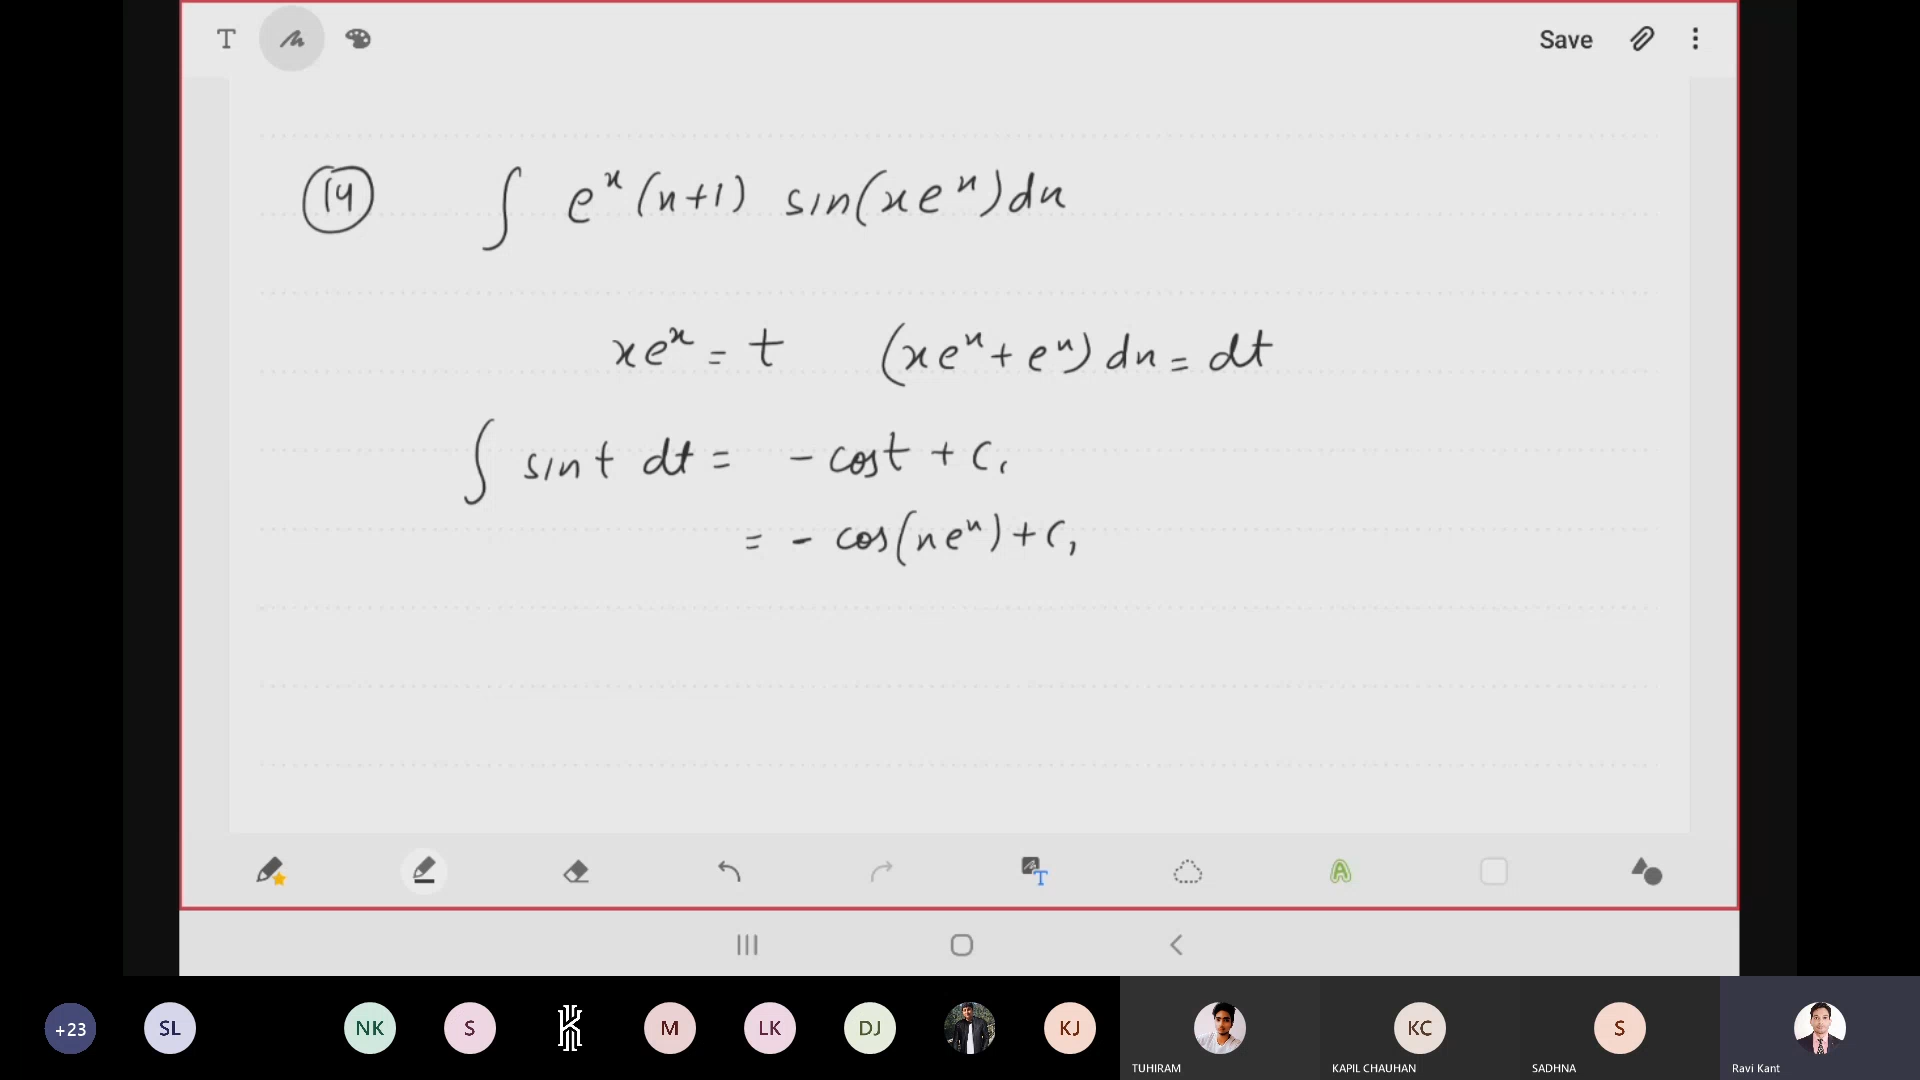 T Save
(14) ∫ eˣ (x+1) sin(xeˣ)dx
xeˣ = t (xeˣ + eˣ) dx = dt
∫ sin t dt = - cost + C₁
= - cos(xeˣ) + C₁
T A
+23 SL NK S K M LK DJ KJ KC S
TUHIRAM KAPIL CHAUHAN SADHNA Ravi Kant